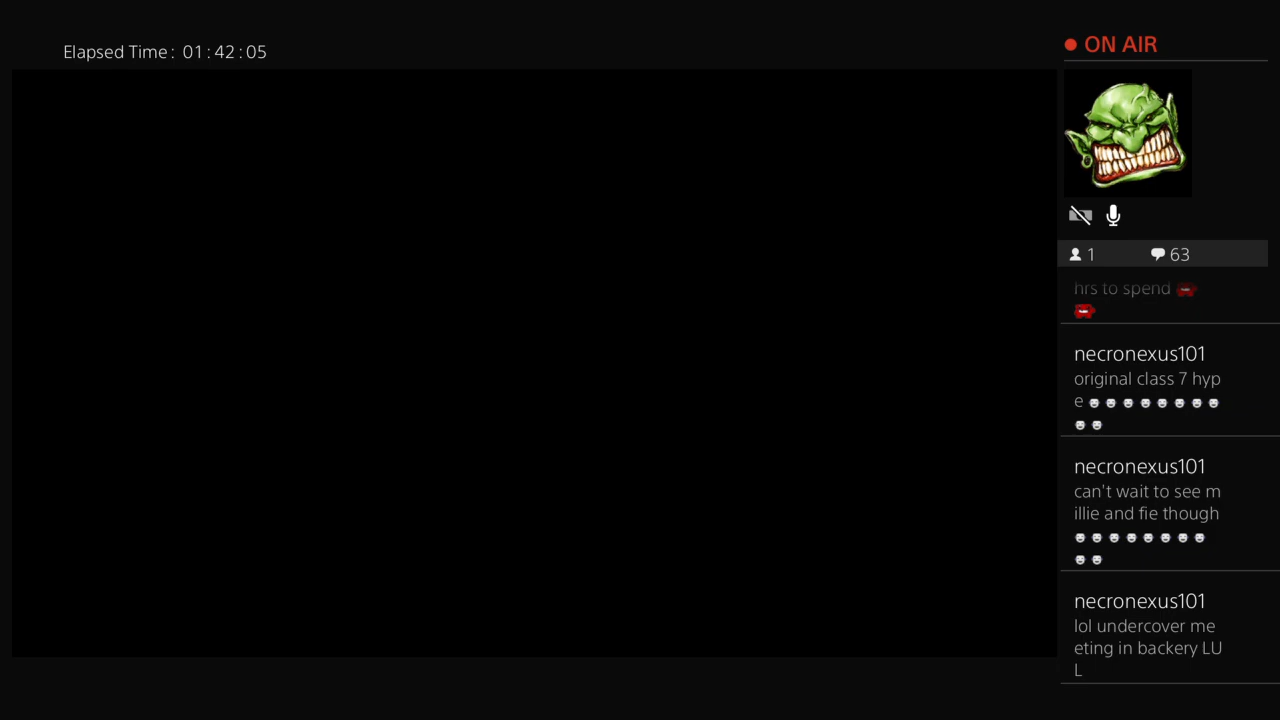 Elapsed Time: 01:42:05
ON AIR
1 63
hrs to spend
necronexus101
original class 7 hyp
e
necronexus101
can't wait to see m
illie and fie though
necronexus101
lol undercover me
eting in backery LU
L